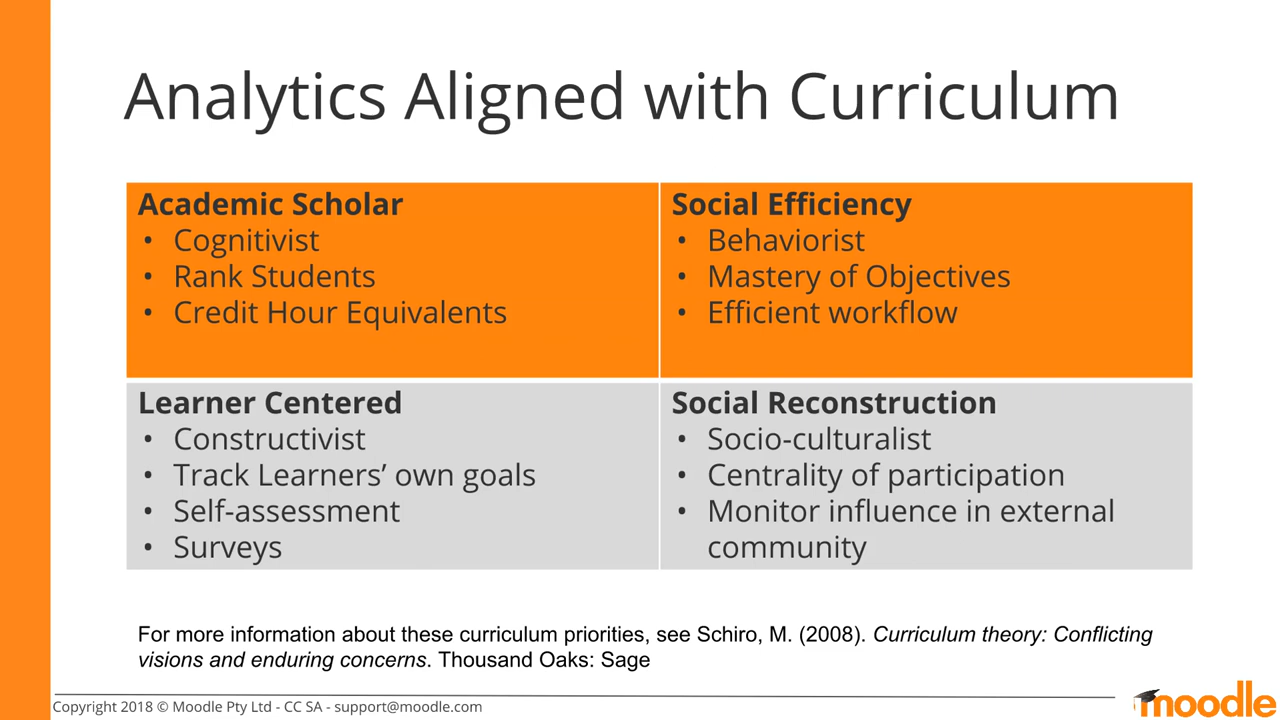 Analytics Aligned with Curriculum
Academic Scholar
• Cognitivist
• Rank Students
• Credit Hour Equivalents
Social Efficiency
• Behaviorist
• Mastery of Objectives
• Efficient workflow
Learner Centered
• Constructivist
• Track Learners’ own goals
• Self-assessment
• Surveys
Social Reconstruction
• Socio-culturalist
• Centrality of participation
• Monitor influence in external
community
For more information about these curriculum priorities, see Schiro, M. (2008). Curriculum theory: Conflicting
visions and enduring concerns. Thousand Oaks: Sage
Copyright 2018 © Moodle Pty Ltd - CC SA - support@moodle.com
moodle